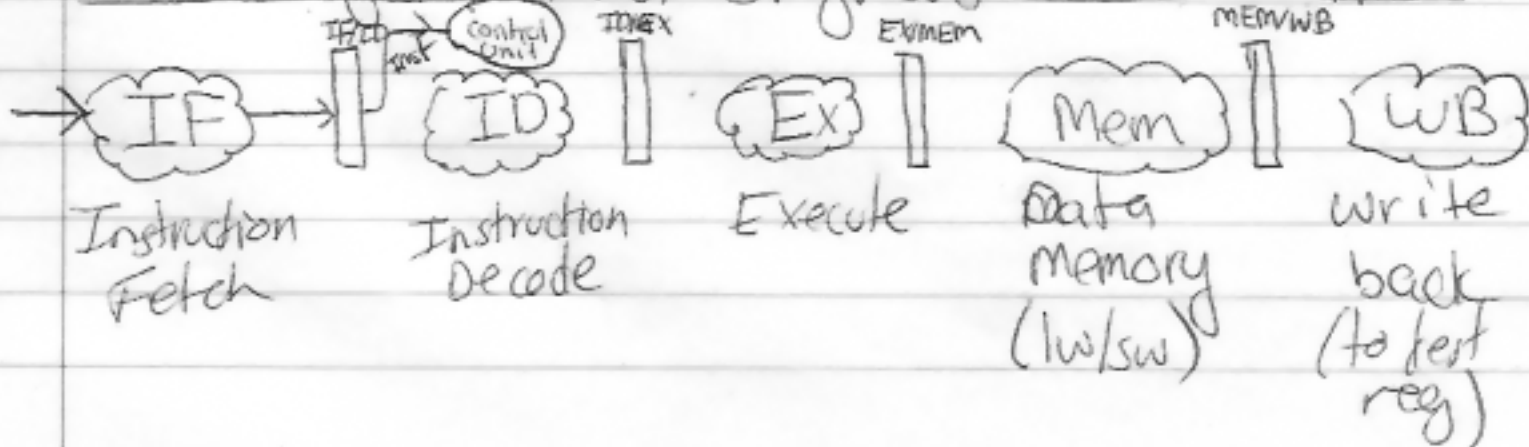 IF/ID
control
unit
inst
ID/EX
EX/MEM
MEM/WB
IF
ID
Ex
Mem
WB
Instruction
Fetch
Instruction
Decode
Execute
Data
Memory
(lw/sw)
write
back
(to
reg)